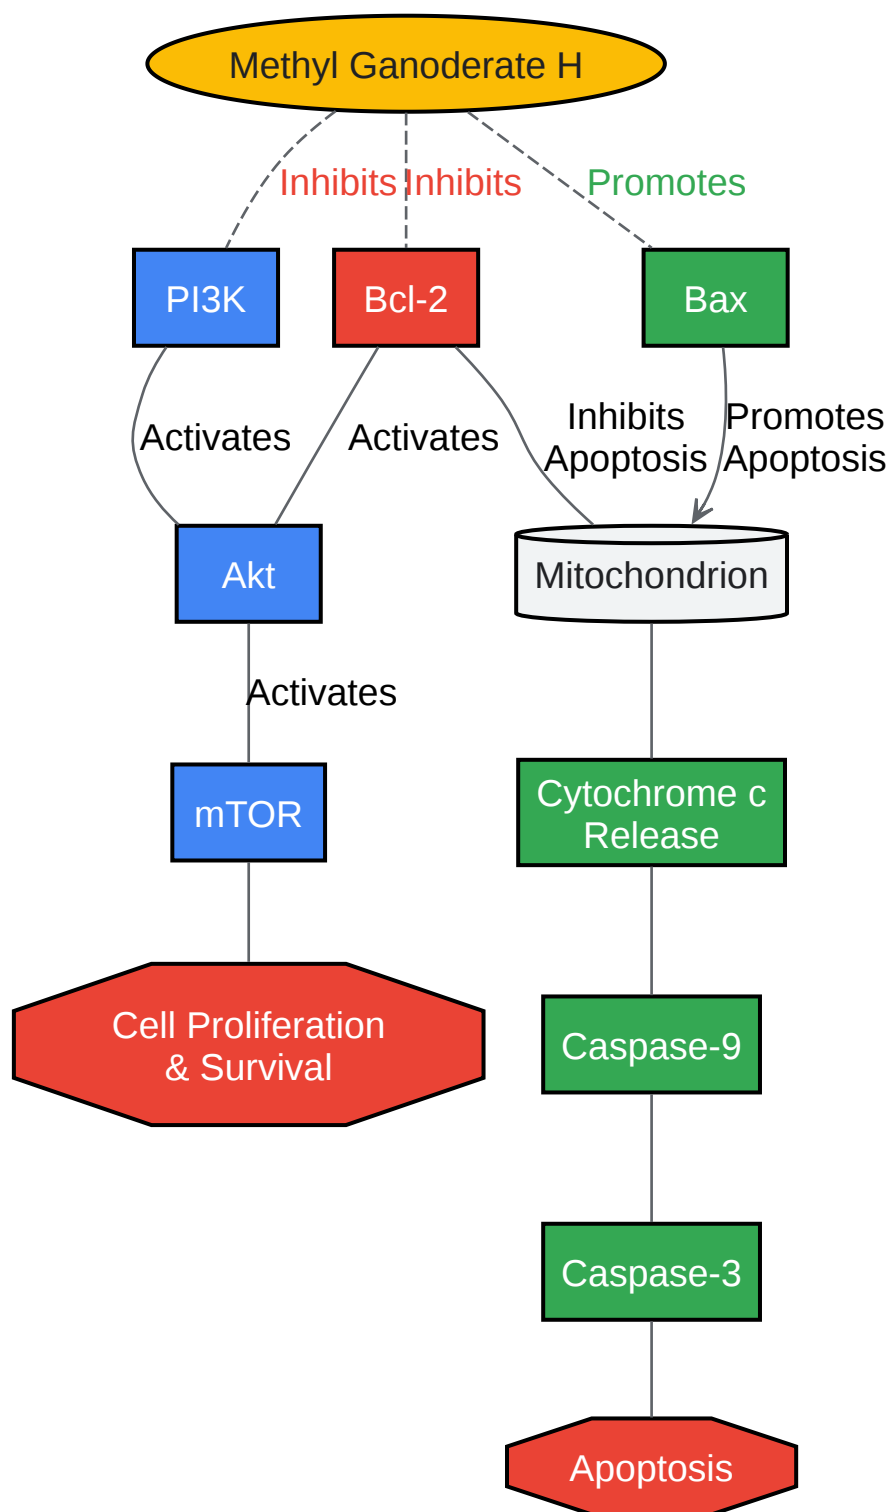 Methyl Ganoderate H
Inhibits
Inhibits
Promotes
PI3K
Bcl-2
Bax
Activates
Activates
Inhibits
Apoptosis
Promotes
Apoptosis
Akt
Mitochondrion
Activates
mTOR
Cytochrome c
Release
Cell Proliferation
& Survival
Caspase-9
Caspase-3
Apoptosis